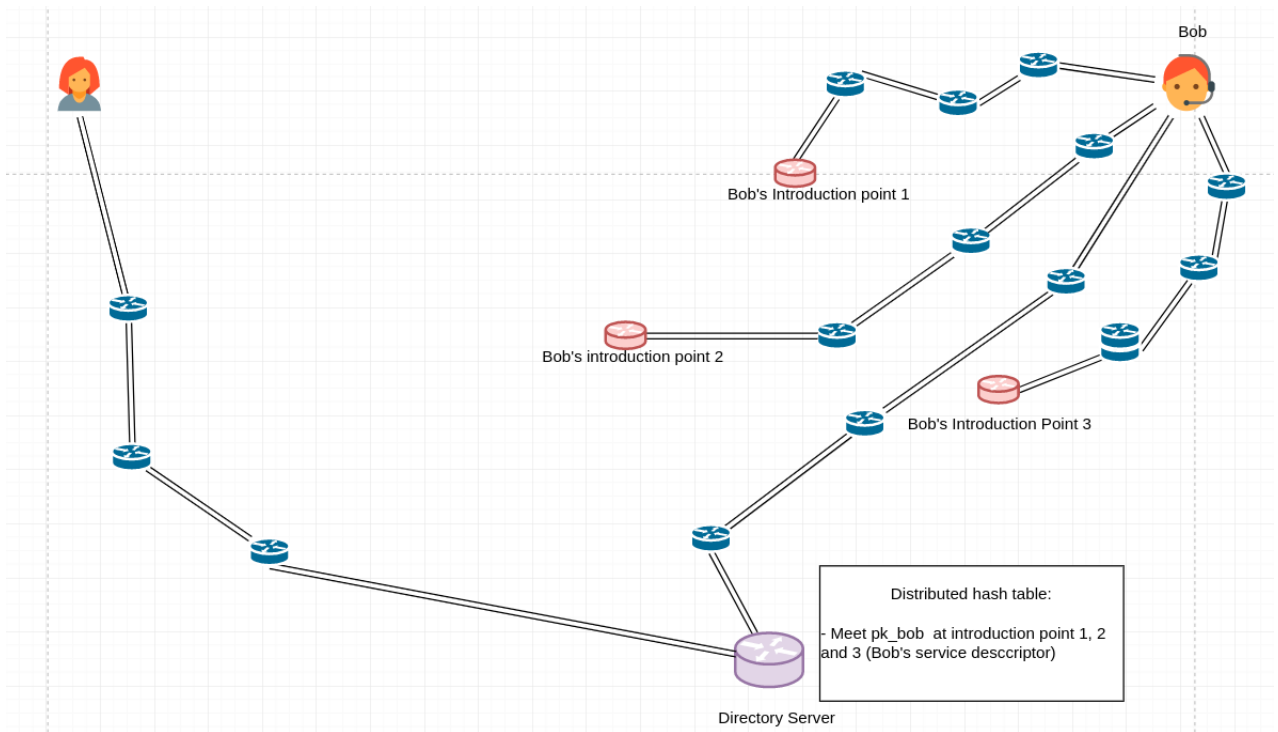 Bob
Bob's Introduction point 1
Bob's introduction point 2
Bob's Introduction Point 3
Distributed hash table:
- Meet pk_bob  at introduction point 1, 2
and 3 (Bob's service desccriptor)
Directory Server